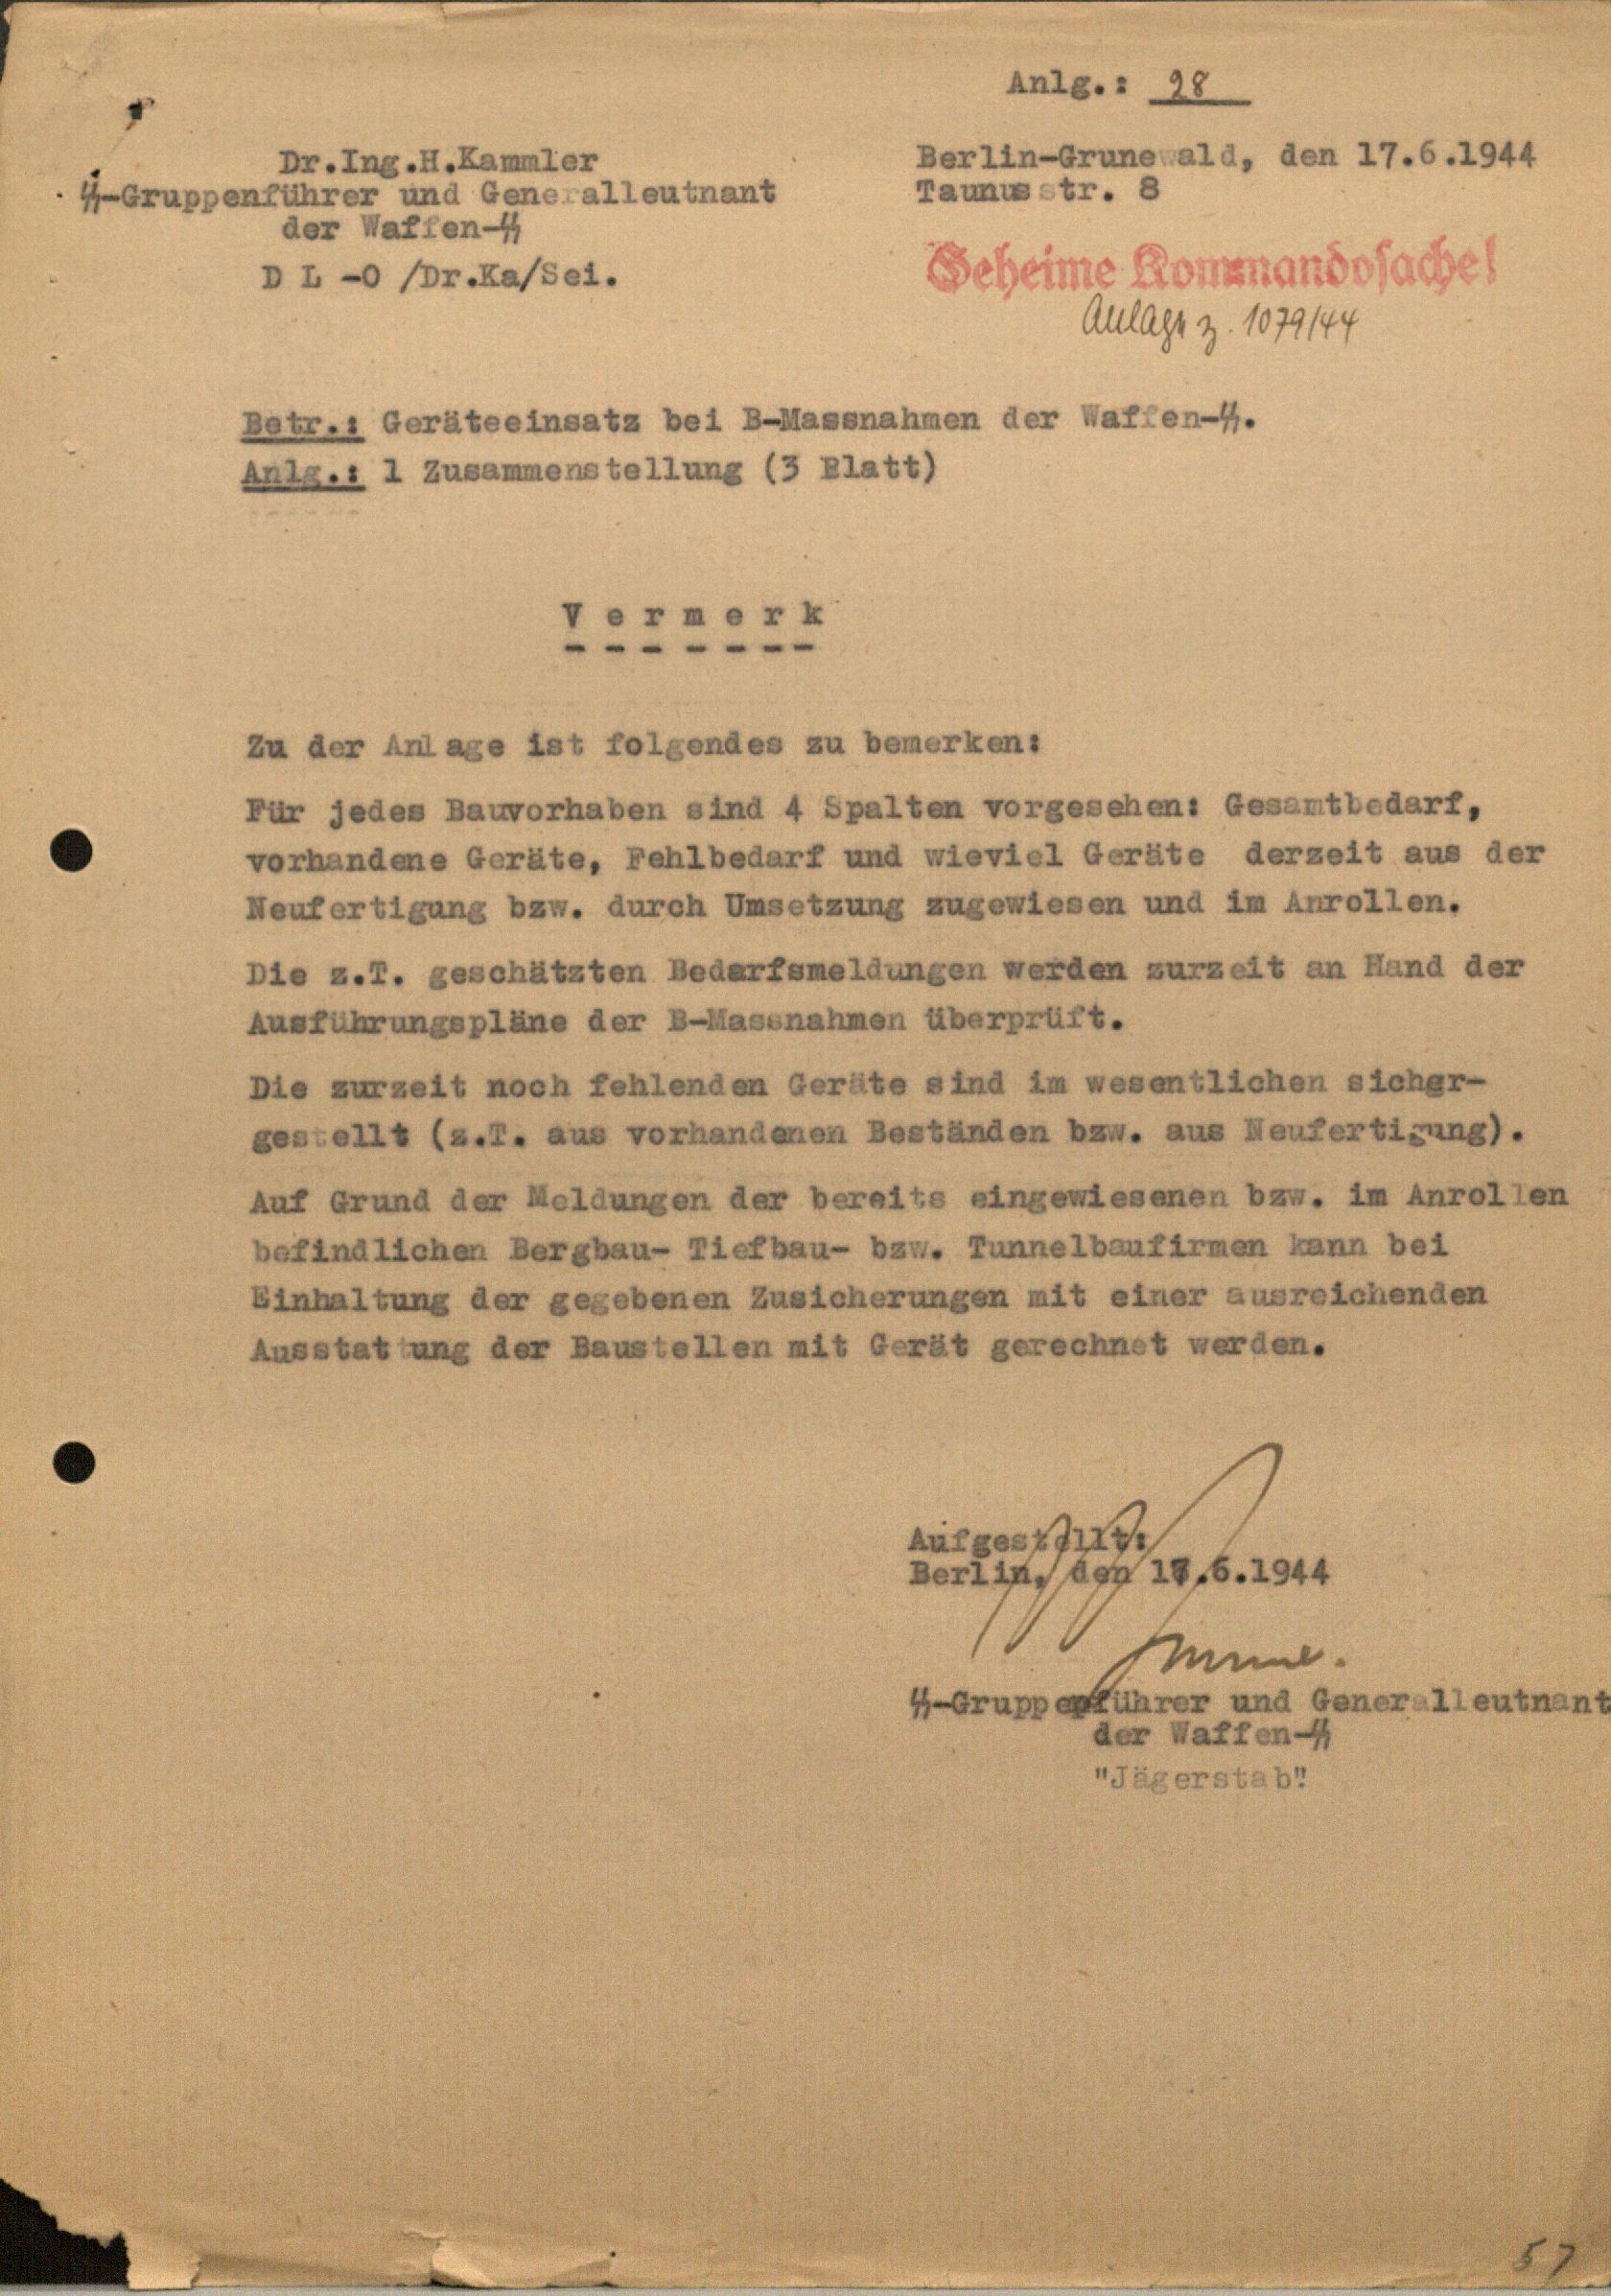 Anlg.: 28
Dr.Ing.H.Kammler
Berlin-Grunewald, den 17.6.1944
ᛋᛋ-Gruppenführer und Generalleutnant
Taunusstr. 8
der Waffen-ᛋᛋ
D L -O /Dr.Ka/Sei.
Geheime Kommandosache!
Anlage z. 1079/44
Betr.: Geräteeinsatz bei B-Massnahmen der Waffen-ᛋᛋ.
Anlg.: 1 Zusammenstellung (3 Blatt)
V e r m e r k
- - - - - - -
Zu der Anlage ist folgendes zu bemerken:
Für jedes Bauvorhaben sind 4 Spalten vorgesehen: Gesamtbedarf,
vorhandene Geräte, Fehlbedarf und wieviel Geräte derzeit aus der
Neufertigung bzw. durch Umsetzung zugewiesen und im Anrollen.
Die z.T. geschätzten Bedarfsmeldungen werden zurzeit an Hand der
Ausführungspläne der B-Massnahmen überprüft.
Die zurzeit noch fehlenden Geräte sind im wesentlichen sicher-
gestellt (z.T. aus vorhandenen Beständen bzw. aus Neufertigung).
Auf Grund der Meldungen der bereits eingewiesenen bzw. im Anrollen
befindlichen Bergbau- Tiefbau- bzw. Tunnelbaufirmen kann bei
Einhaltung der gegebenen Zusicherungen mit einer ausreichenden
Ausstattung der Baustellen mit Gerät gerechnet werden.
Aufgestellt:
Berlin, den 17.6.1944
ᛋᛋ-Gruppenführer und Generalleutnant
der Waffen-ᛋᛋ
"Jägerstab".
57